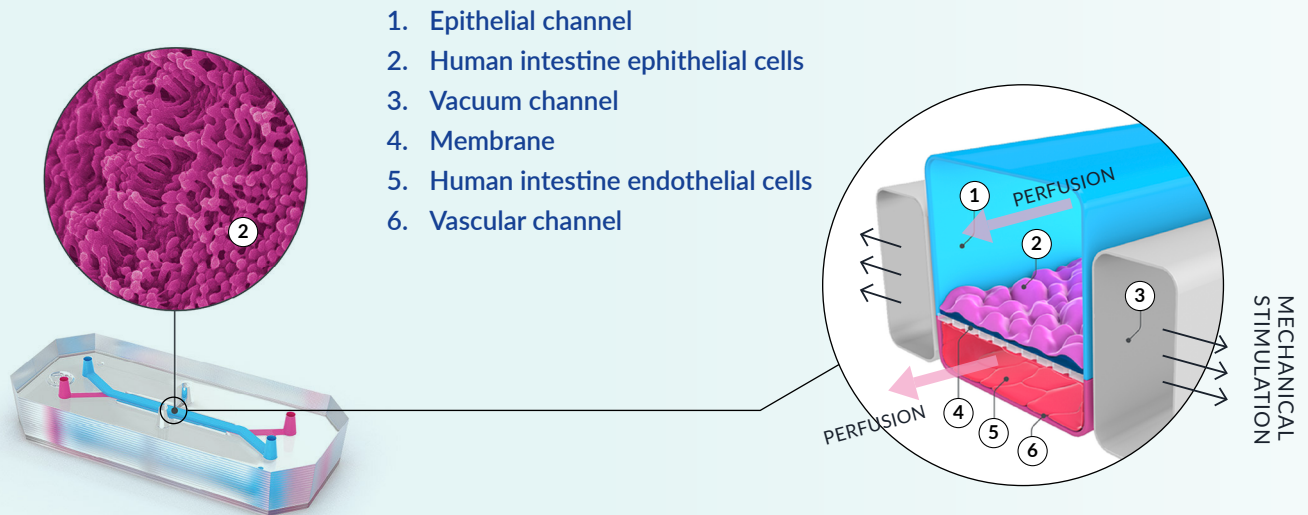 1. Epithelial channel
2. Human intestine ephithelial cells
3. Vacuum channel
4. Membrane
5. Human intestine endothelial cells
6. Vascular channel
2
PERFUSION
1
2
3
MECHANICAL
STIMULATION
PERFUSION
4
5
6